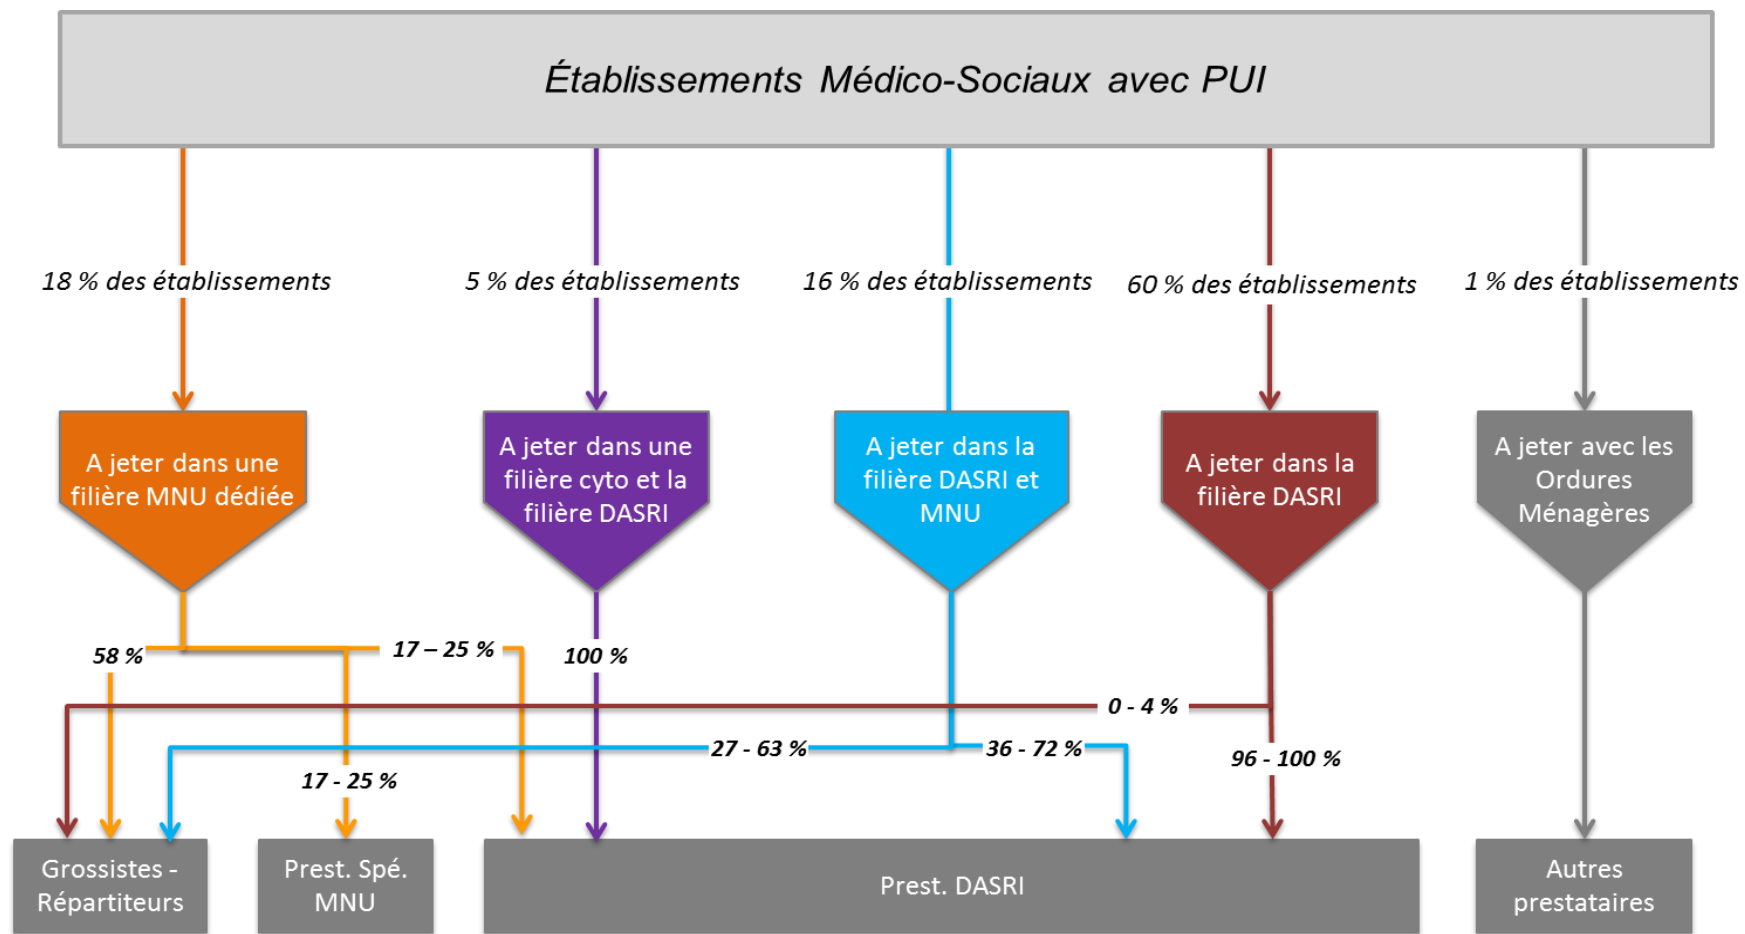 Établissements Médico-Sociaux avec PUI
18 % des établissements
5 % des établissements
16 % des établissements
60 % des établissements
1 % des établissements
A jeter dans une
filière MNU dédiée
A jeter dans une
filière cyto et la
filière DASRI
A jeter dans la
filière DASRI et
MNU
A jeter dans la
filière DASRI
A jeter avec les
Ordures
Ménagères
58 %
17 – 25 %
100 %
0 - 4 %
27 - 63 %
36 - 72 %
96 - 100 %
17 - 25 %
Grossistes -
Répartiteurs
Prest. Spé.
MNU
Prest. DASRI
Autres
prestataires